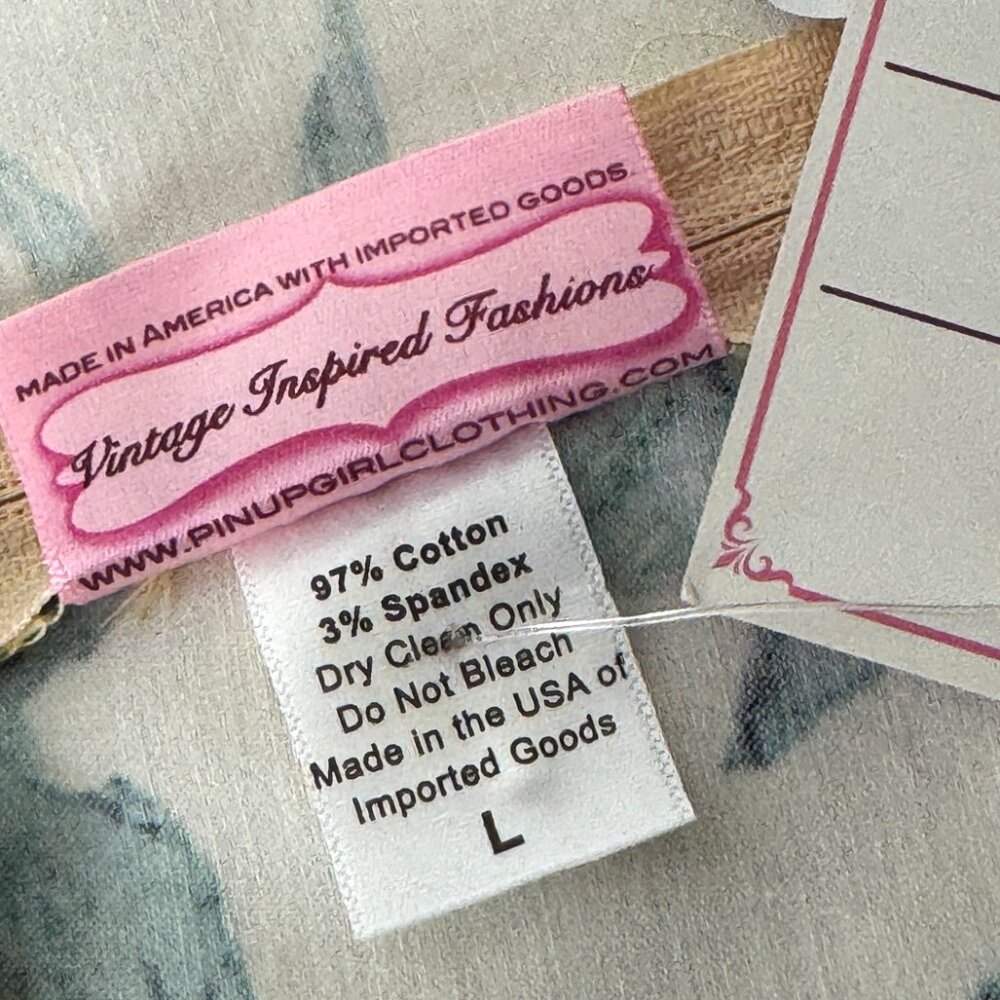 MADE IN AMERICA WITH IMPORTED GOODS
Vintage Inspired Fashions
WWW.PINUPGIRLCLOTHING.COM
97% Cotton
3% Spandex
Dry Clean Only
Do Not Bleach
Made in the USA of
Imported Goods
L